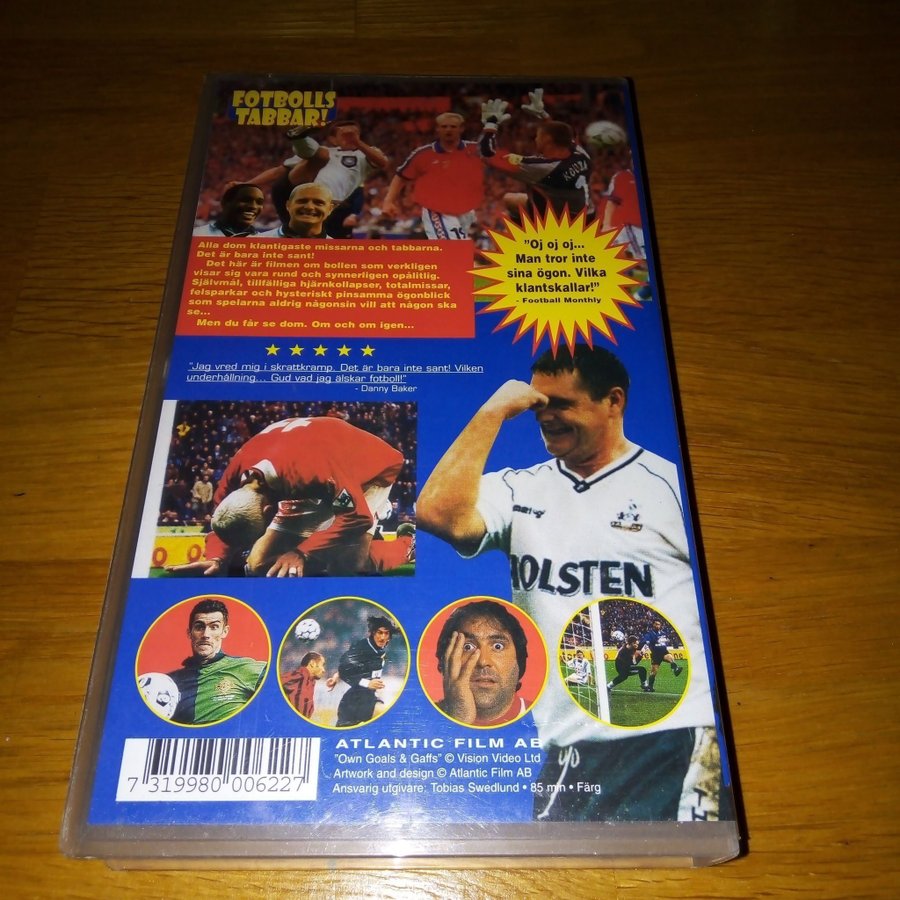 FOTBOLLS
TABBAR!
KOUBA
1
15
Alla dom klantigaste missarna och tabbarna.
Det är bara inte sant!
Det här är filmen om bollen som verkligen
visar sig vara rund och synnerligen opålitlig.
Självmål, tillfälliga hjärnkollapser, totalmissar,
felsparkar och hysteriskt pinsamma ögonblick
som spelarna aldrig någonsin vill att någon ska
se...
Men du får se dom. Om och om igen...
"Oj oj oj...
Man tror inte
sina ögon. Vilka
klantskallar!"
- Football Monthly
"Jag vred mig i skrattkramp. Det är bara inte sant! Vilken
underhållning... Gud vad jag älskar fotboll!"
- Danny Baker
HOLSTEN
ATLANTIC FILM AB
"Own Goals & Gaffs" © Vision Video Ltd
Artwork and design © Atlantic Film AB
Ansvarig utgivare: Tobias Swedlund • 85 min • Färg
7 319980 006227